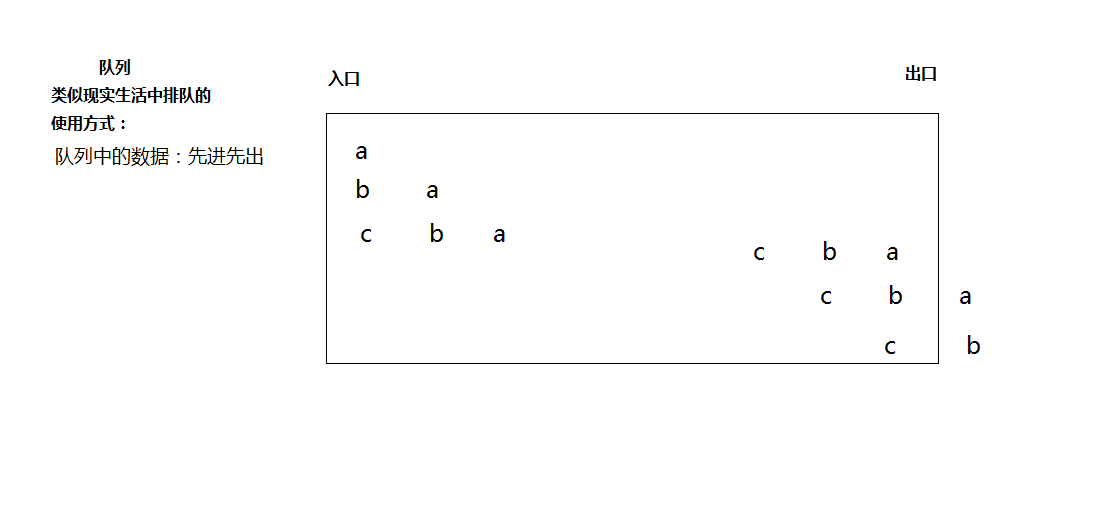 队列
类似现实生活中排队的
使用方式：
队列中的数据：先进先出
入口
出口
a
b a
c b a
c b a
c b a
c b